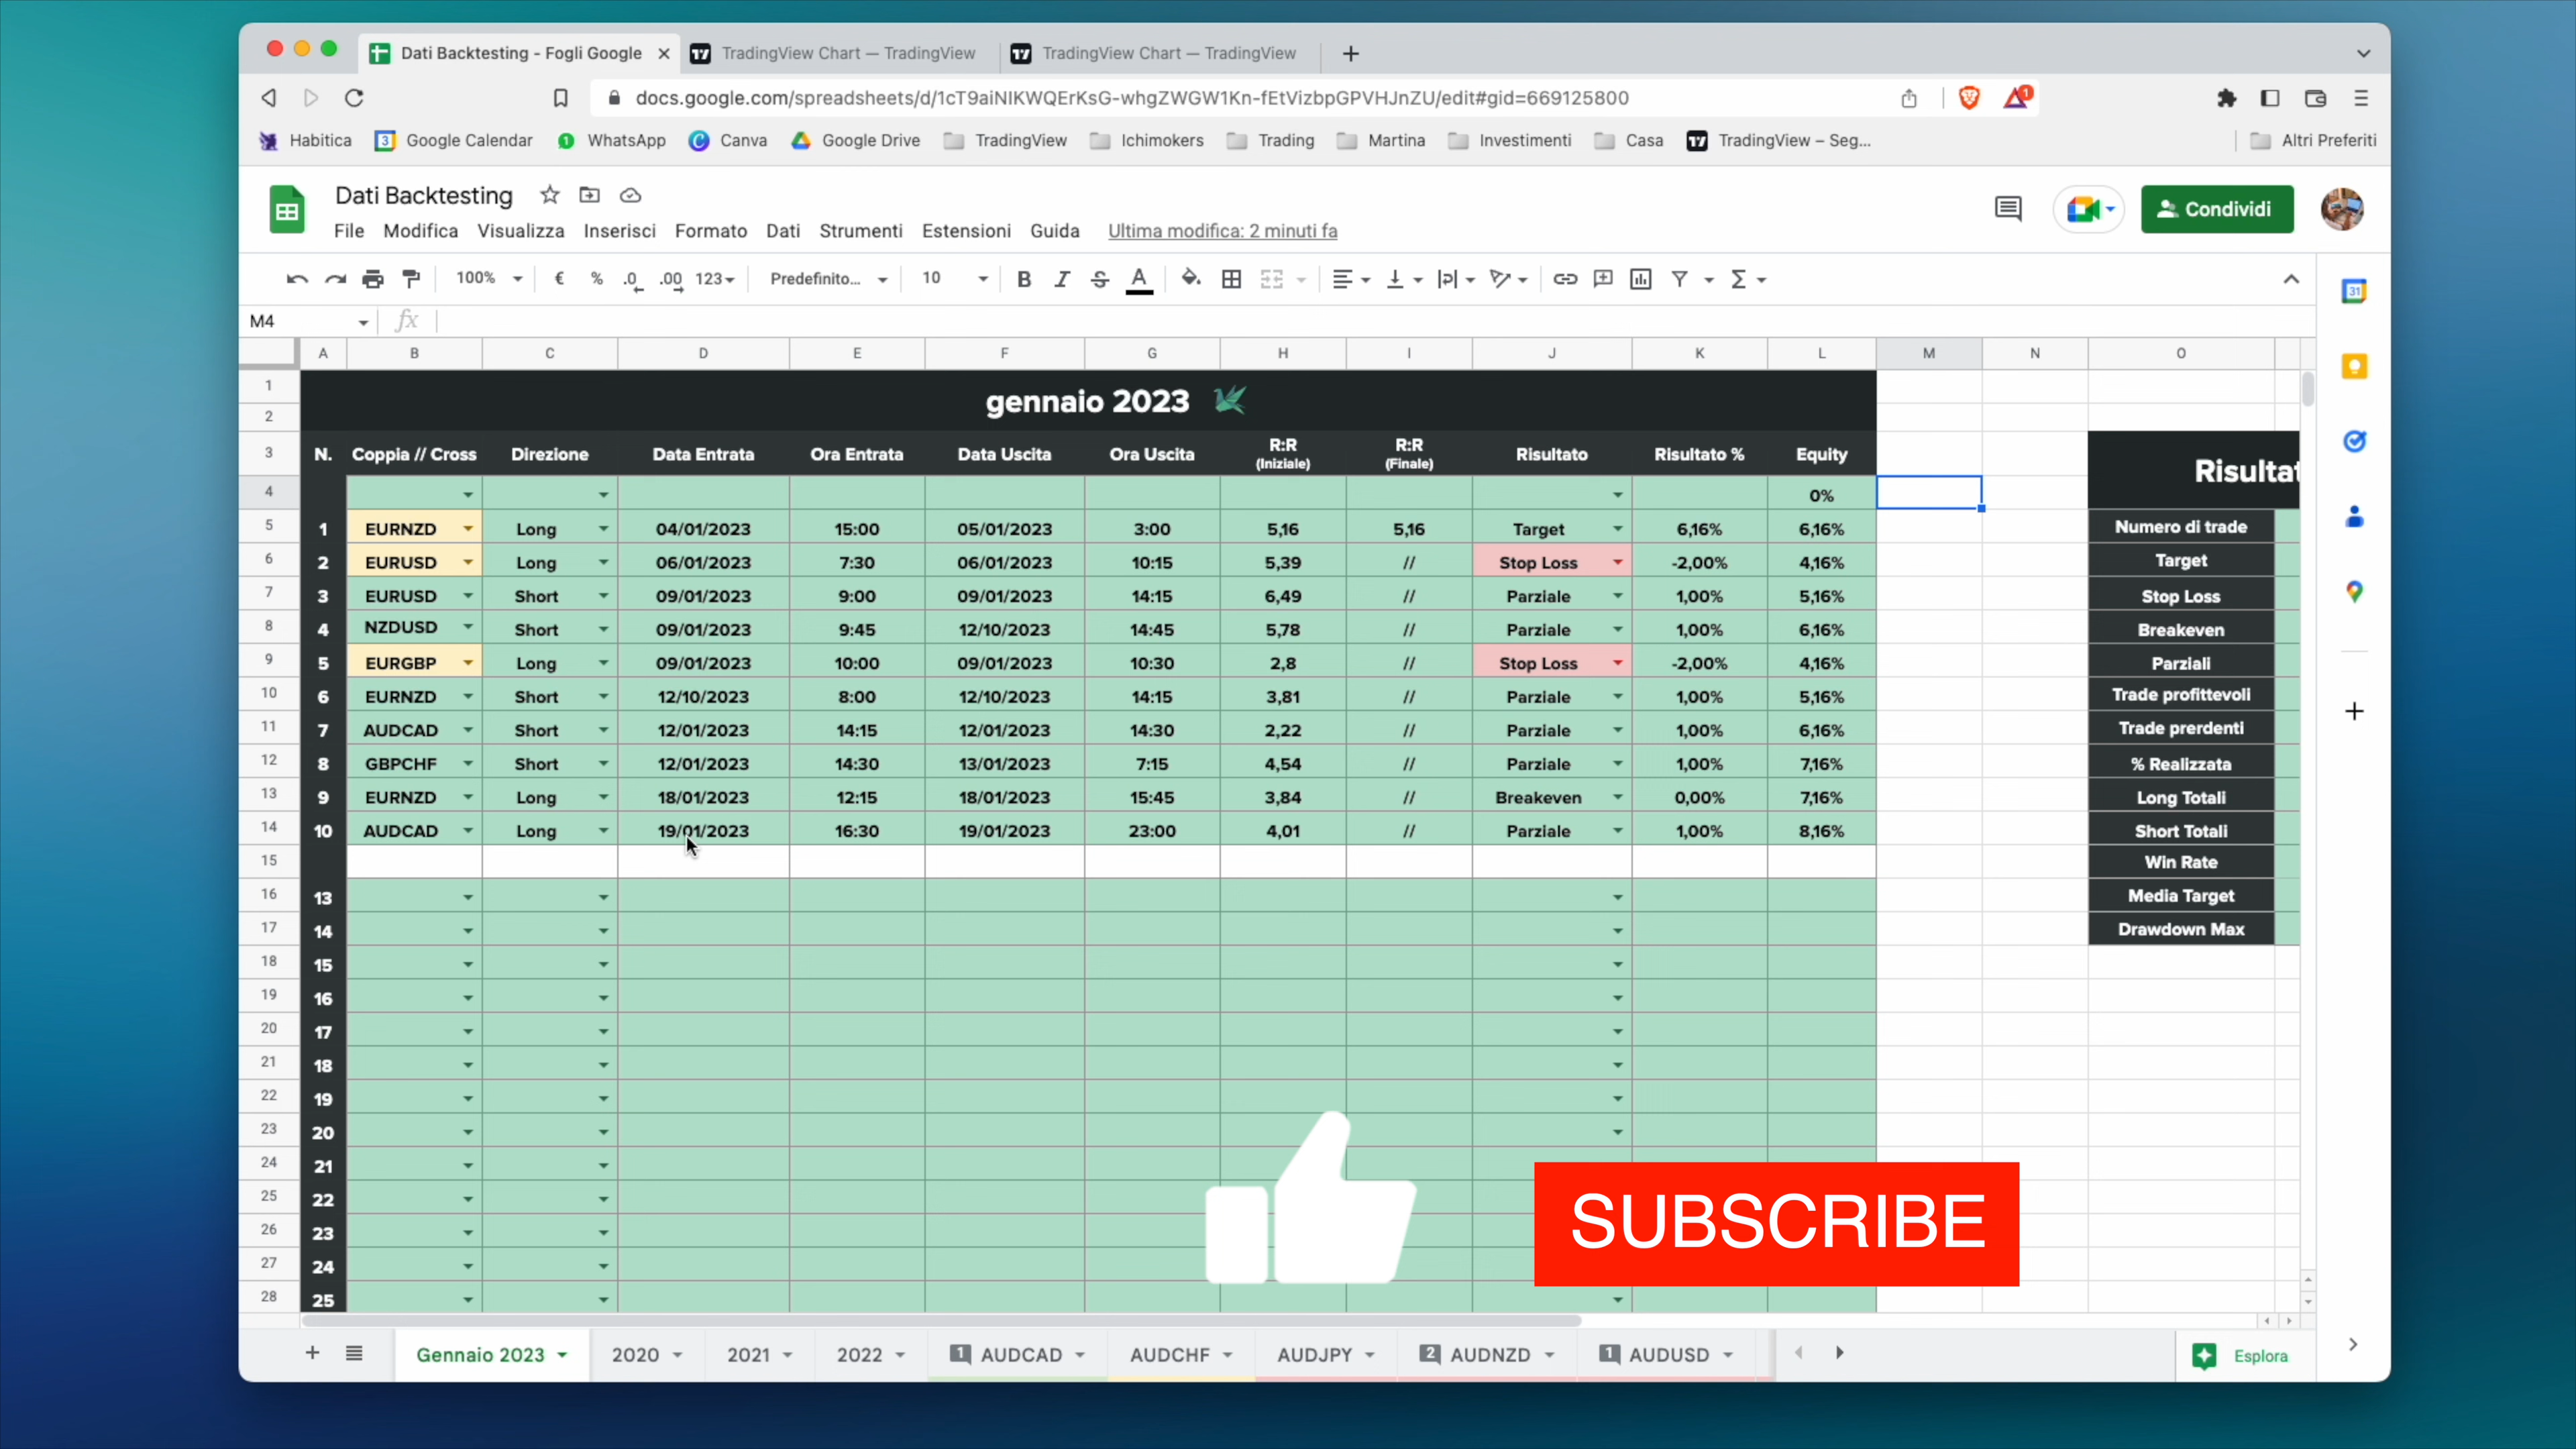 Dati Backtesting - Fogli Google
TradingView Chart — TradingView
TradingView Chart — TradingView
docs.google.com/spreadsheets/d/1cT9aiNIKWQErKsG-whgZWGW1Kn-fEtVizbpGPVHJnZU/edit#gid=669125800
1
Habitica 3 Google Calendar 1 WhatsApp Canva Google Drive TradingView Ichimokers Trading Martina Investimenti Casa TradingView – Seg... Altri Preferiti
Dati Backtesting
Condividi
File Modifica Visualizza Inserisci Formato Dati Strumenti Estensioni Guida Ultima modifica: 2 minuti fa
100% € % .0 .00 123 Predefinito... 10 B I S A
31
M4 fx
A B C D E F G H I J K L M N O
1
gennaio 2023
2
3 N. Coppia // Cross Direzione Data Entrata Ora Entrata Data Uscita Ora Uscita R:R (Iniziale) R:R (Finale) Risultato Risultato % Equity Risultat
4 0%
5 1 EURNZD Long 04/01/2023 15:00 05/01/2023 3:00 5,16 5,16 Target 6,16% 6,16% Numero di trade
6 2 EURUSD Long 06/01/2023 7:30 06/01/2023 10:15 5,39 // Stop Loss -2,00% 4,16% Target
7 3 EURUSD Short 09/01/2023 9:00 09/01/2023 14:15 6,49 // Parziale 1,00% 5,16% Stop Loss
8 4 NZDUSD Short 09/01/2023 9:45 12/10/2023 14:45 5,78 // Parziale 1,00% 6,16% Breakeven
9 5 EURGBP Long 09/01/2023 10:00 09/01/2023 10:30 2,8 // Stop Loss -2,00% 4,16% Parziali
10 6 EURNZD Short 12/10/2023 8:00 12/10/2023 14:15 3,81 // Parziale 1,00% 5,16% Trade profittevoli
11 7 AUDCAD Short 12/01/2023 14:15 12/01/2023 14:30 2,22 // Parziale 1,00% 6,16% Trade prerdenti
12 8 GBPCHF Short 12/01/2023 14:30 13/01/2023 7:15 4,54 // Parziale 1,00% 7,16% % Realizzata
13 9 EURNZD Long 18/01/2023 12:15 18/01/2023 15:45 3,84 // Breakeven 0,00% 7,16% Long Totali
14 10 AUDCAD Long 19/01/2023 16:30 19/01/2023 23:00 4,01 // Parziale 1,00% 8,16% Short Totali
15 Win Rate
16 13 Media Target
17 14 Drawdown Max
18 15
19 16
20 17
21 18
22 19
23 20
24 21
25 22
26 23
27 24
28 25
SUBSCRIBE
Gennaio 2023 2020 2021 2022 1 AUDCAD AUDCHF AUDJPY 2 AUDNZD 1 AUDUSD Esplora